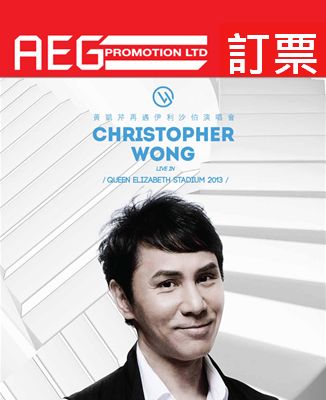 AEG PROMOTION LTD
訂票
黃凱芹再遇伊利沙伯演唱會
CHRISTOPHER
WONG
LIVE IN
/ QUEEN ELIZABETH STADIUM 2013 /